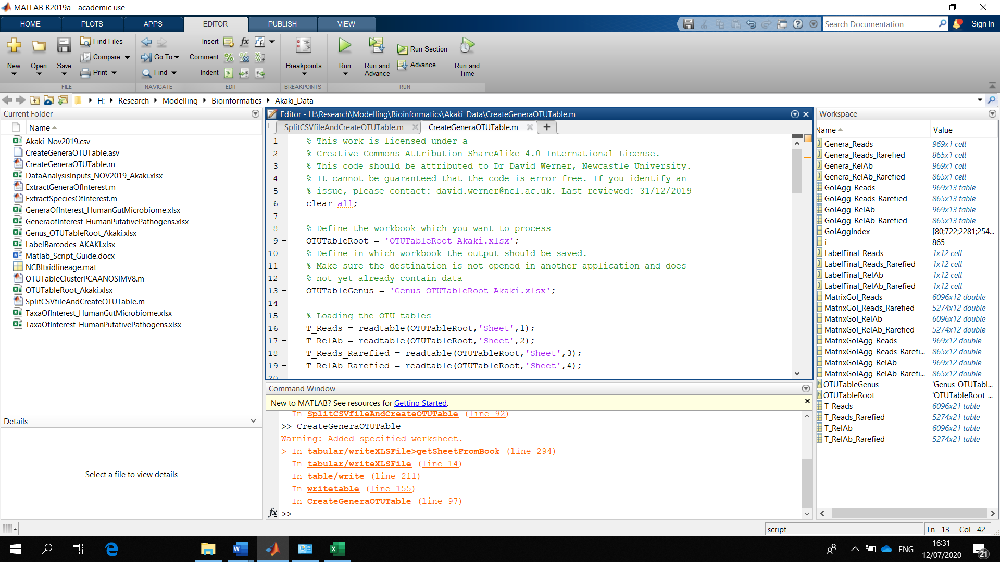 MATLAB R2019a - academic use
HOME PLOTS APPS EDITOR PUBLISH VIEW
Search Documentation
Sign In
New
Open
Save
Find Files
Compare
Print
FILE
Go To
Find
NAVIGATE
Insert
Comment
Indent
EDIT
Breakpoints
BREAKPOINTS
Run
Run and Advance
Run Section
Advance
Run and Time
RUN
H: Research Modelling Bioinformatics Akaki_Data
Current Folder
Name
Akaki_Nov2019.csv
CreateGeneraOTUTable.asv
CreateGeneraOTUTable.m
DataAnalysisInputs_NOV2019_Akaki.xlsx
ExtractGeneraOfInterest.m
ExtractSpeciesOfInterest.m
GeneraOfInterest_HumanGutMicrobiome.xlsx
GeneraofInterest_HumanPutativePathogens.xlsx
Genus_OTUTableRoot_Akaki.xlsx
LabelBarcodes_AKAKI.xlsx
Matlab_Script_Guide.docx
NCBItxidlineage.mat
OTUTableClusterPCAANOSIMV8.m
OTUTableRoot_Akaki.xlsx
SplitCSVfileAndCreateOTUTable.m
TaxaOfInterest_HumanGutMicrobiome.xlsx
TaxaOfInterest_HumanPutativePathogens.xlsx
Details
Select a file to view details
Editor - H:\Research\Modelling\Bioinformatics\Akaki_Data\CreateGeneraOTUTable.m
SplitCSVfileAndCreateOTUTable.m CreateGeneraOTUTable.m
1 % This work is licensed under a
2 % Creative Commons Attribution-ShareAlike 4.0 International License.
3 % This code should be attributed to Dr David Werner, Newcastle University.
4 % It cannot be guaranteed that the code is error free. If you identify an
5 % issue, please contact: david.werner@ncl.ac.uk. Last reviewed: 31/12/2019
6 - clear all;
7
8 % Define the workbook which you want to process
9 - OTUTableRoot = 'OTUTableRoot_Akaki.xlsx';
10 % Define in which workbook the output should be saved.
11 % Make sure the destination is not opened in another application and does
12 % not yet already contain data
13 - OTUTableGenus = 'Genus_OTUTableRoot_Akaki.xlsx';
14
15 % Loading the OTU tables
16 - T_Reads = readtable(OTUTableRoot,'Sheet',1);
17 - T_RelAb = readtable(OTUTableRoot,'Sheet',2);
18 - T_Reads_Rarefied = readtable(OTUTableRoot,'Sheet',3);
19 - T_RelAb_Rarefied = readtable(OTUTableRoot,'Sheet',4);
20
Command Window
New to MATLAB? See resources for Getting Started.
In SplitCSVfileAndCreateOTUTable (line 92)
>> CreateGeneraOTUTable
Warning: Added specified worksheet.
> In tabular/writeXLSFile>getSheetFromBook (line 294)
In tabular/writeXLSFile (line 14)
In table/write (line 211)
In writetable (line 155)
In CreateGeneraOTUTable (line 97)
fx >>
Workspace
Name Value
Genera_Reads 969x1 cell
Genera_Reads_Rarefied 865x1 cell
Genera_RelAb 969x1 cell
Genera_RelAb_Rarefied 865x1 cell
GoIAgg_Reads 969x13 table
GoIAgg_Reads_Rarefied 865x13 table
GoIAgg_RelAb 969x13 table
GoIAgg_RelAb_Rarefied 865x13 table
GoIAggIndex [80;722;2281;254...
i 865
LabelFinal_Reads 1x12 cell
LabelFinal_Reads_Rarefied 1x12 cell
LabelFinal_RelAb 1x12 cell
LabelFinal_RelAb_Rarefied 1x12 cell
MatrixGoI_Reads 6096x12 double
MatrixGoI_Reads_Rarefied 5274x12 double
MatrixGoI_RelAb 6096x12 double
MatrixGoI_RelAb_Rarefied 5274x12 double
MatrixGoIAgg_Reads 969x12 double
MatrixGoIAgg_Reads_Rarefi... 865x12 double
MatrixGoIAgg_RelAb 969x12 double
MatrixGoIAgg_RelAb_Rarefi... 865x12 double
OTUTableGenus 'Genus_OTUTabl...
OTUTableRoot 'OTUTableRoot_...
T_Reads 6096x21 table
T_Reads_Rarefied 5274x21 table
T_RelAb 6096x21 table
T_RelAb_Rarefied 5274x21 table
script
Ln 13 Col 42
ENG
16:31
12/07/2020
21